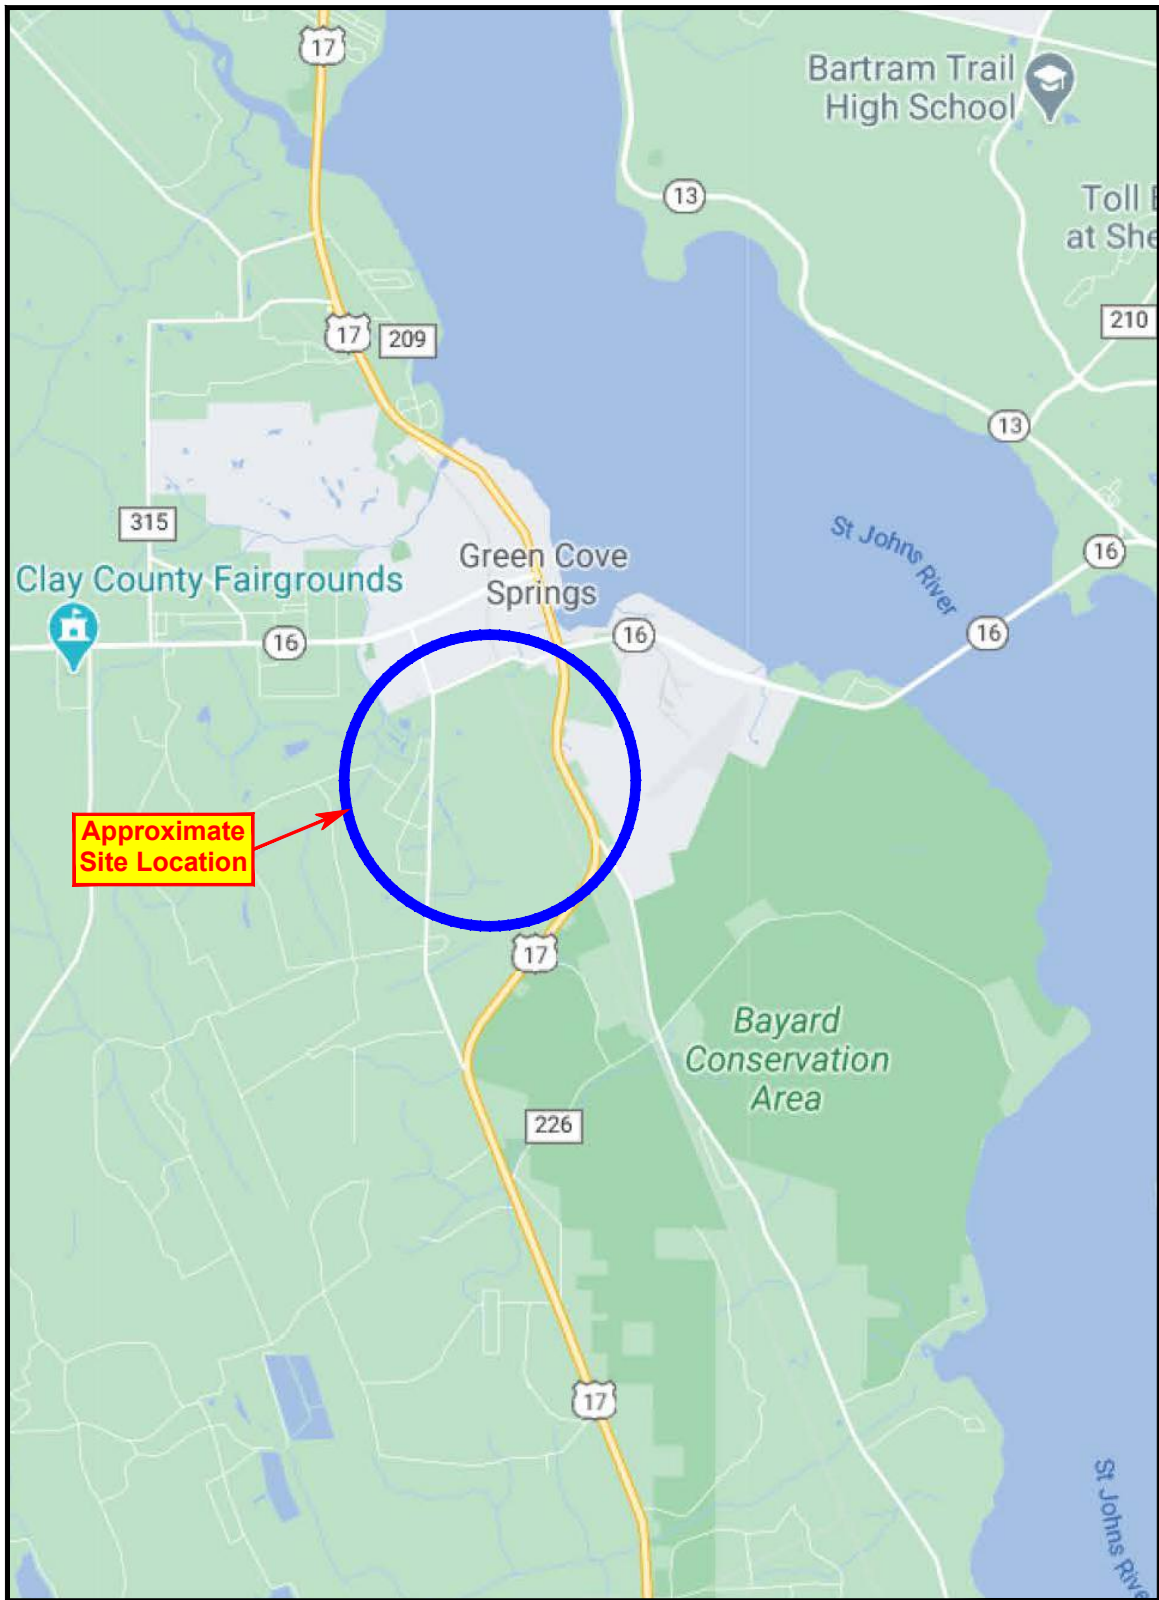 17
Bartram Trail
High School
13
Toll
at She
17
209
210
13
315
St Johns River
16
Green Cove
Springs
Clay County Fairgrounds
16
16
16
Approximate
Site Location
17
Bayard
Conservation
Area
226
17
St Johns Rive